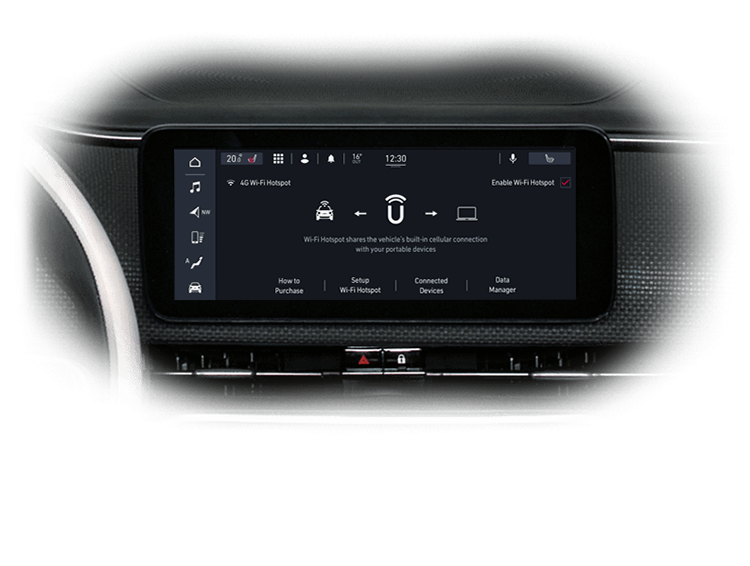 20.0°
16°
OUT
12:30
NW
4G Wi-Fi Hotspot
Enable Wi-Fi Hotspot
Wi-Fi Hotspot shares the vehicle's built-in cellular connection
with your portable devices
A
How to
Purchase
Setup
Wi-Fi Hotspot
Connected
Devices
Data
Manager